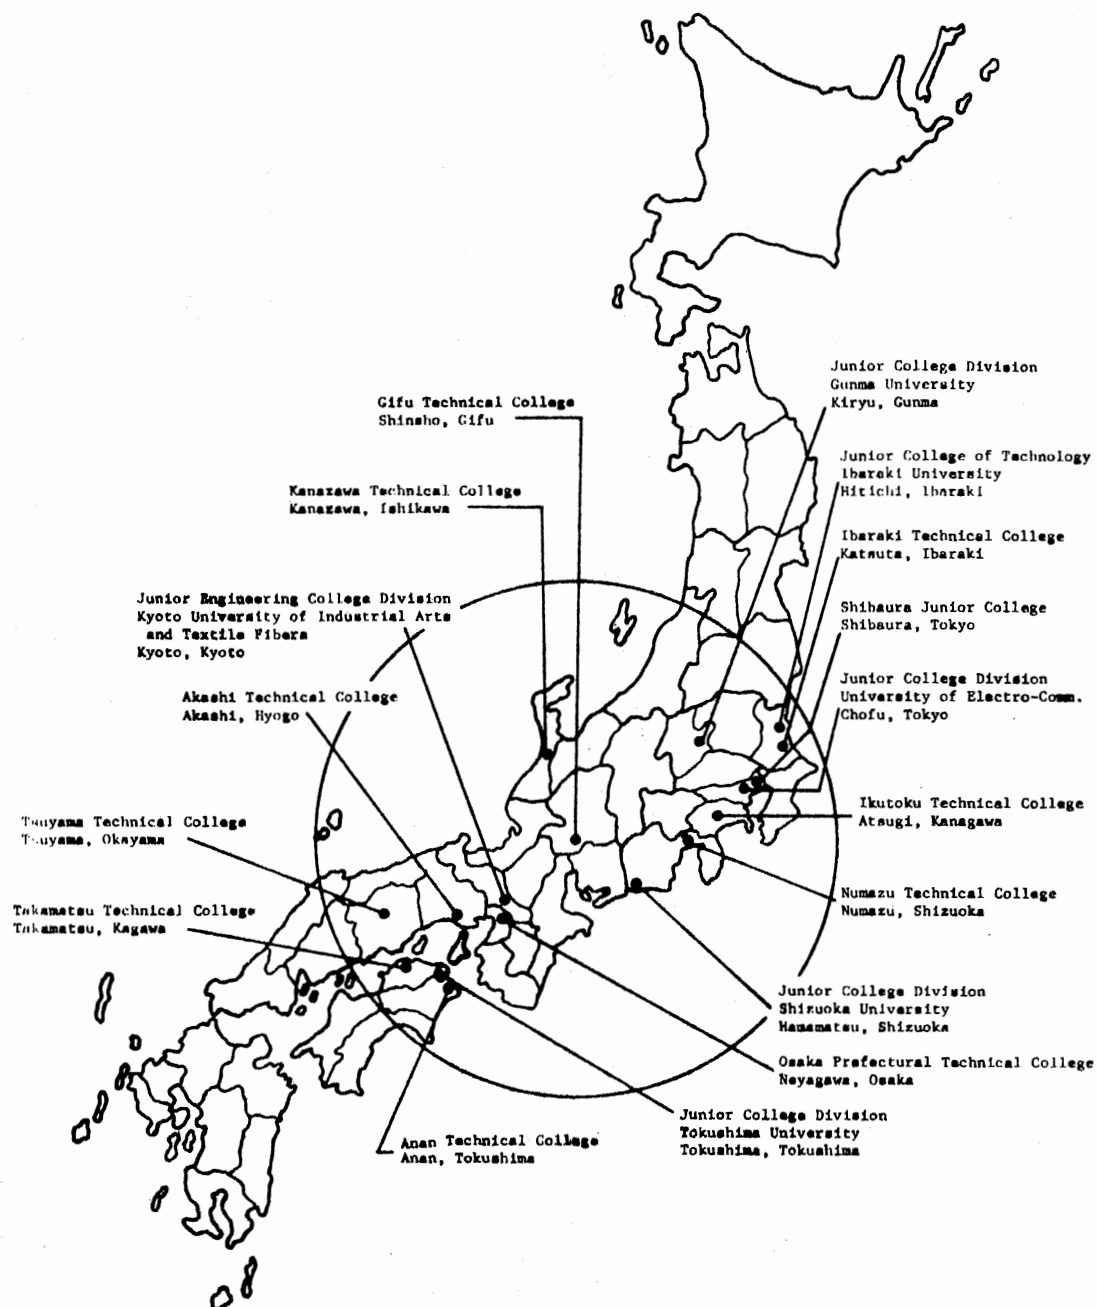 Junior College Division
Gunma University
Kiryu, Gunma
Gifu Technical College
Shinsho, Gifu
Junior College of Technology
Ibaraki University
Hitichi, Ibaraki
Kanazawa Technical College
Kanazawa, Ishikawa
Ibaraki Technical College
Katsuta, Ibaraki
Junior Engineering College Division
Kyoto University of Industrial Arts
and Textile Fibers
Kyoto, Kyoto
Shibaura Junior College
Shibaura, Tokyo
Junior College Division
University of Electro-Comm.
Chofu, Tokyo
Akashi Technical College
Akashi, Hyogo
Ikutoku Technical College
Atsugi, Kanagawa
Tsuyama Technical College
Tsuyama, Okayama
Numazu Technical College
Numazu, Shizuoka
Takamatsu Technical College
Takamatsu, Kagawa
Junior College Division
Shizuoka University
Hamamatsu, Shizuoka
Osaka Prefectural Technical College
Neyagawa, Osaka
Junior College Division
Tokushima University
Tokushima, Tokushima
Anan Technical College
Anan, Tokushima